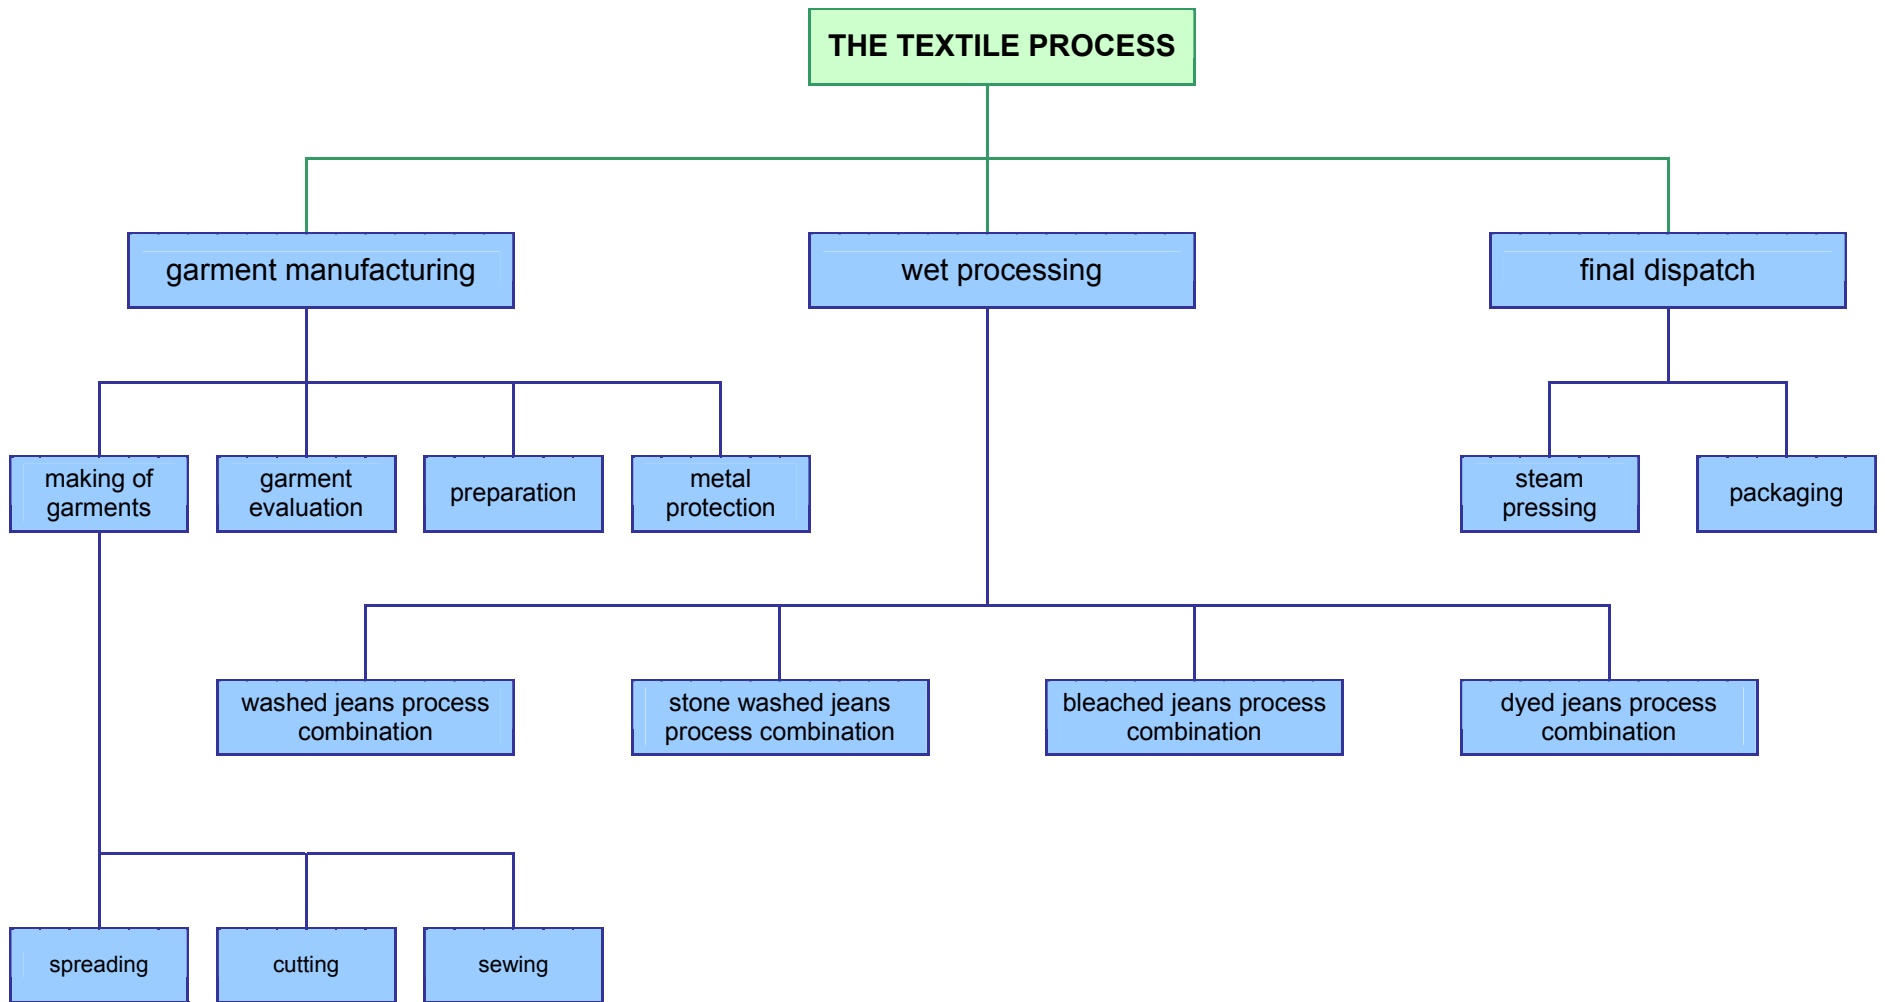 THE TEXTILE PROCESS
garment manufacturing
wet processing
final dispatch
making of
garments
garment
evaluation
preparation
metal
protection
steam
pressing
packaging
washed jeans process
combination
stone washed jeans
process combination
bleached jeans process
combination
dyed jeans process
combination
spreading
cutting
sewing